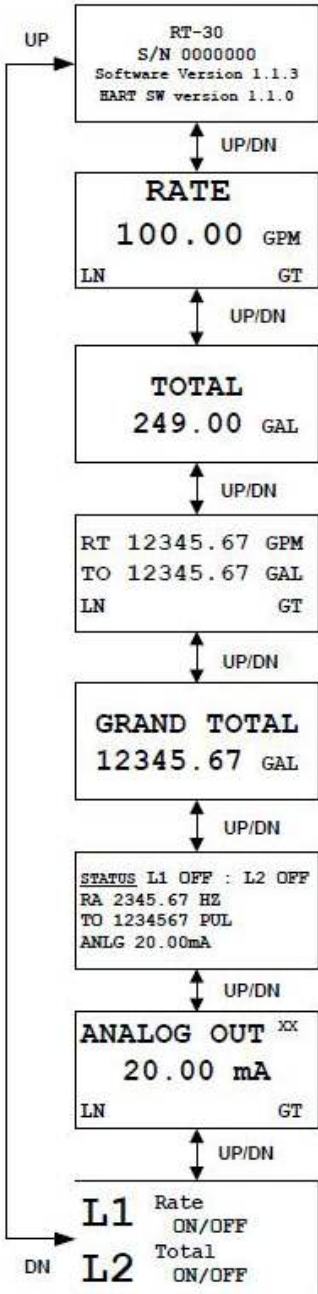 UP
RT-30
S/N 0000000
Software Version 1.1.3
HART SW version 1.1.0
UP/DN
RATE
100.00 GPM
LN GT
UP/DN
TOTAL
249.00 GAL
UP/DN
RT 12345.67 GPM
TO 12345.67 GAL
LN GT
UP/DN
GRAND TOTAL
12345.67 GAL
UP/DN
STATUS L1 OFF : L2 OFF
RA 2345.67 HZ
TO 1234567 PUL
ANLG 20.00mA
UP/DN
ANALOG OUT XX
20.00 mA
LN GT
UP/DN
L1 Rate
ON/OFF
L2 Total
ON/OFF
DN